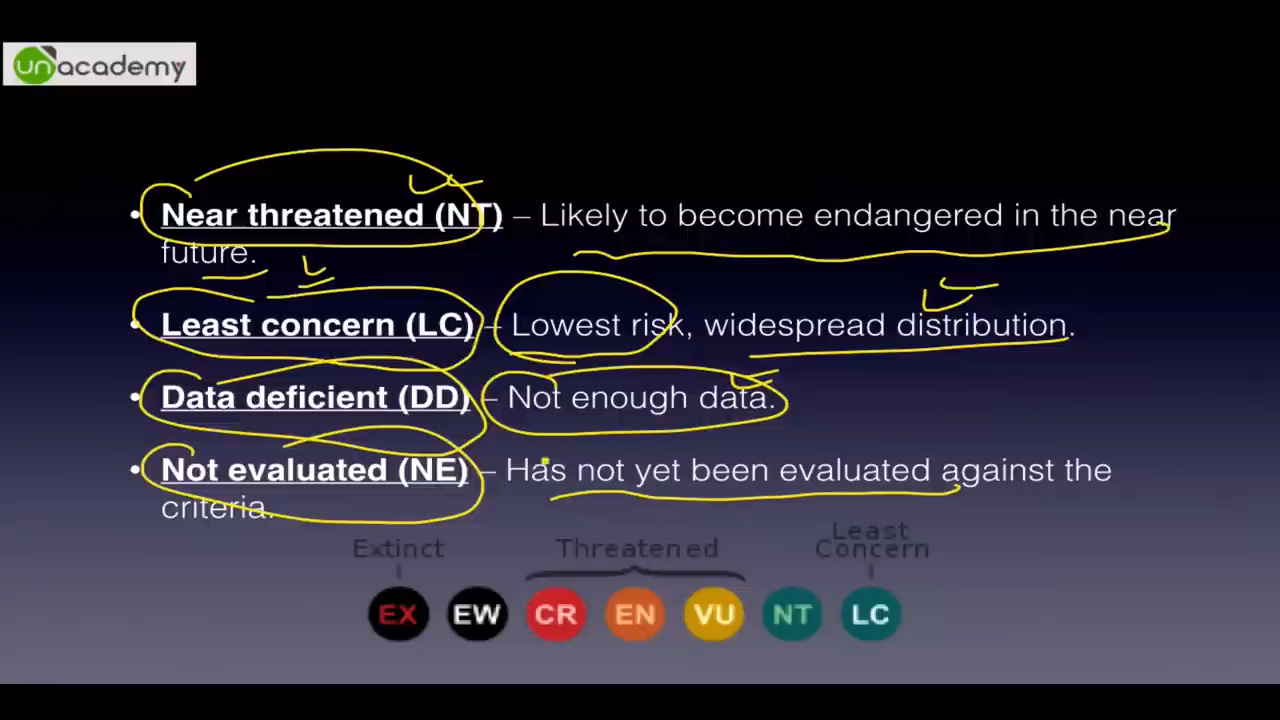 unacademy
• Near threatened (NT) – Likely to become endangered in the near
future.
• Least concern (LC) – Lowest risk, widespread distribution.
• Data deficient (DD) – Not enough data.
• Not evaluated (NE) – Has not yet been evaluated against the
criteria.
Extinct Threatened Least
Concern
EX EW CR EN VU NT LC